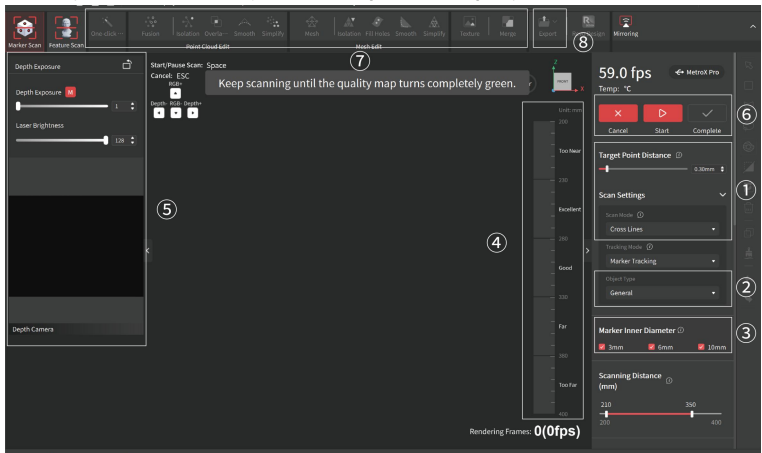 One-click ···
Fusion
Isolation
Overla···
Smooth
Simplify
Mesh
Isolation
Fill Holes
Smooth
Simplify
Texture
Merge
Export
Mirroring
Marker Scan
Feature Scan
Point Cloud Edit
Mesh Edit
⑦
⑧
Depth Exposure
Depth Exposure M
1
Laser Brightness
128
Depth Camera
⑤
Start/Pause Scan: Space
Cancel: ESC
RGB+
Depth- RGB- Depth+
Keep scanning until the quality map turns completely green.
Z
FRONT
X
Unit: mm
200
Too Near
230
Excellent
280
Good
330
Far
380
Too Far
400
④
Rendering Frames: 0(0fps)
59.0 fps
MetroX Pro
Temp: °C
Cancel
Start
Complete
⑥
Target Point Distance
0.30mm
Scan Settings
①
Scan Mode
Cross Lines
Tracking Mode
Marker Tracking
Object Type
General
②
Marker Inner Diameter
3mm
6mm
10mm
③
Scanning Distance
(mm)
210
350
200
400